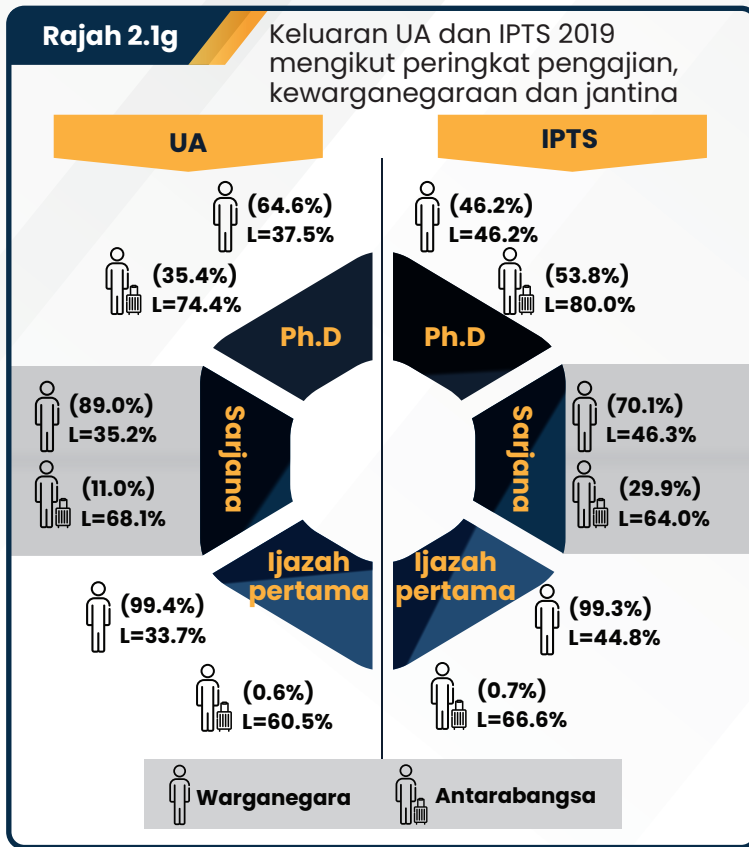 Rajah 2.1g
Keluaran UA dan IPTS 2019
mengikut peringkat pengajian,
kewarganegaraan dan jantina
UA
(64.6%)
L=37.5%
(35.4%)
L=74.4%
Ph.D
(89.0%)
L=35.2%
(11.0%)
L=68.1%
Sarjana
(99.4%)
L=33.7%
(0.6%)
L=60.5%
Ijazah
pertama
IPTS
(46.2%)
L=46.2%
(53.8%)
L=80.0%
Ph.D
(70.1%)
L=46.3%
(29.9%)
L=64.0%
Sarjana
(99.3%)
L=44.8%
(0.7%)
L=66.6%
Ijazah
pertama
Warganegara
Antarabangsa